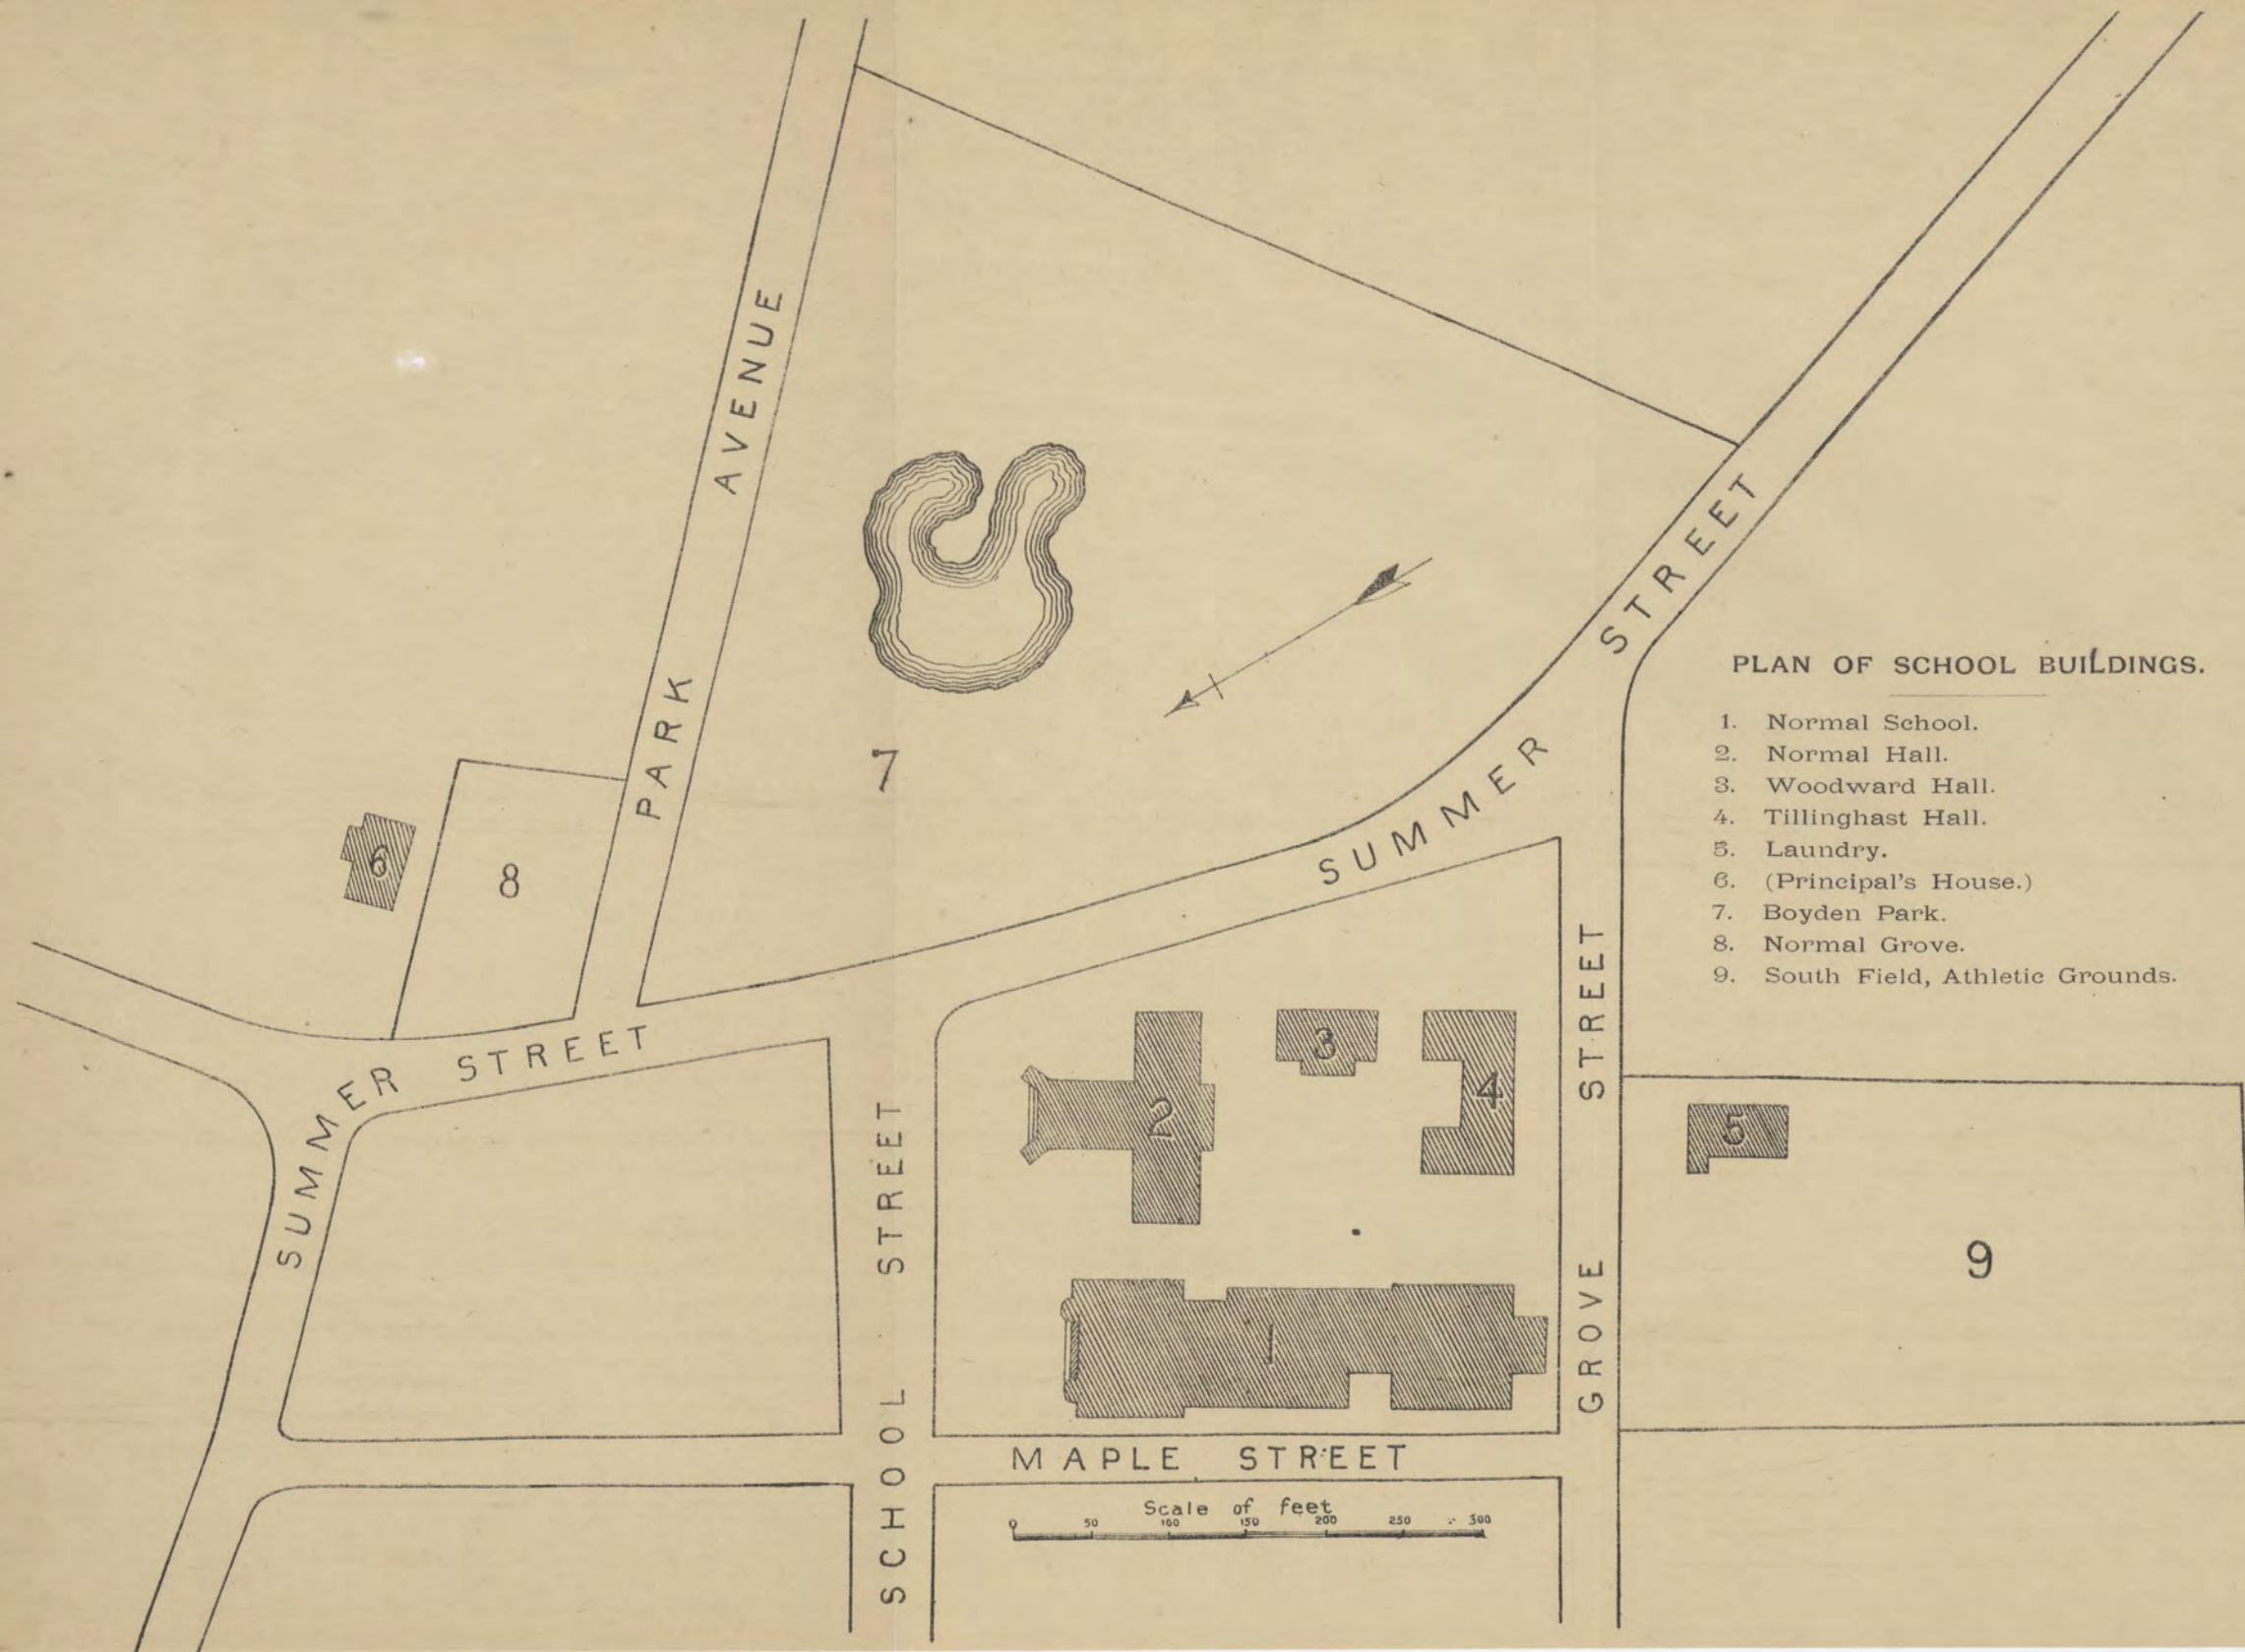 PARK AVENUE
7
6
8
SUMMER STREET
SUMMER STREET
PLAN OF SCHOOL BUILDINGS.
1. Normal School.
2. Normal Hall.
3. Woodward Hall.
4. Tillinghast Hall.
5. Laundry.
6. (Principal's House.)
7. Boyden Park.
8. Normal Grove.
9. South Field, Athletic Grounds.
2
3
4
5
9
1
SCHOOL STREET
GROVE STREET
MAPLE STREET
Scale of feet
0 50 100 150 200 250 300